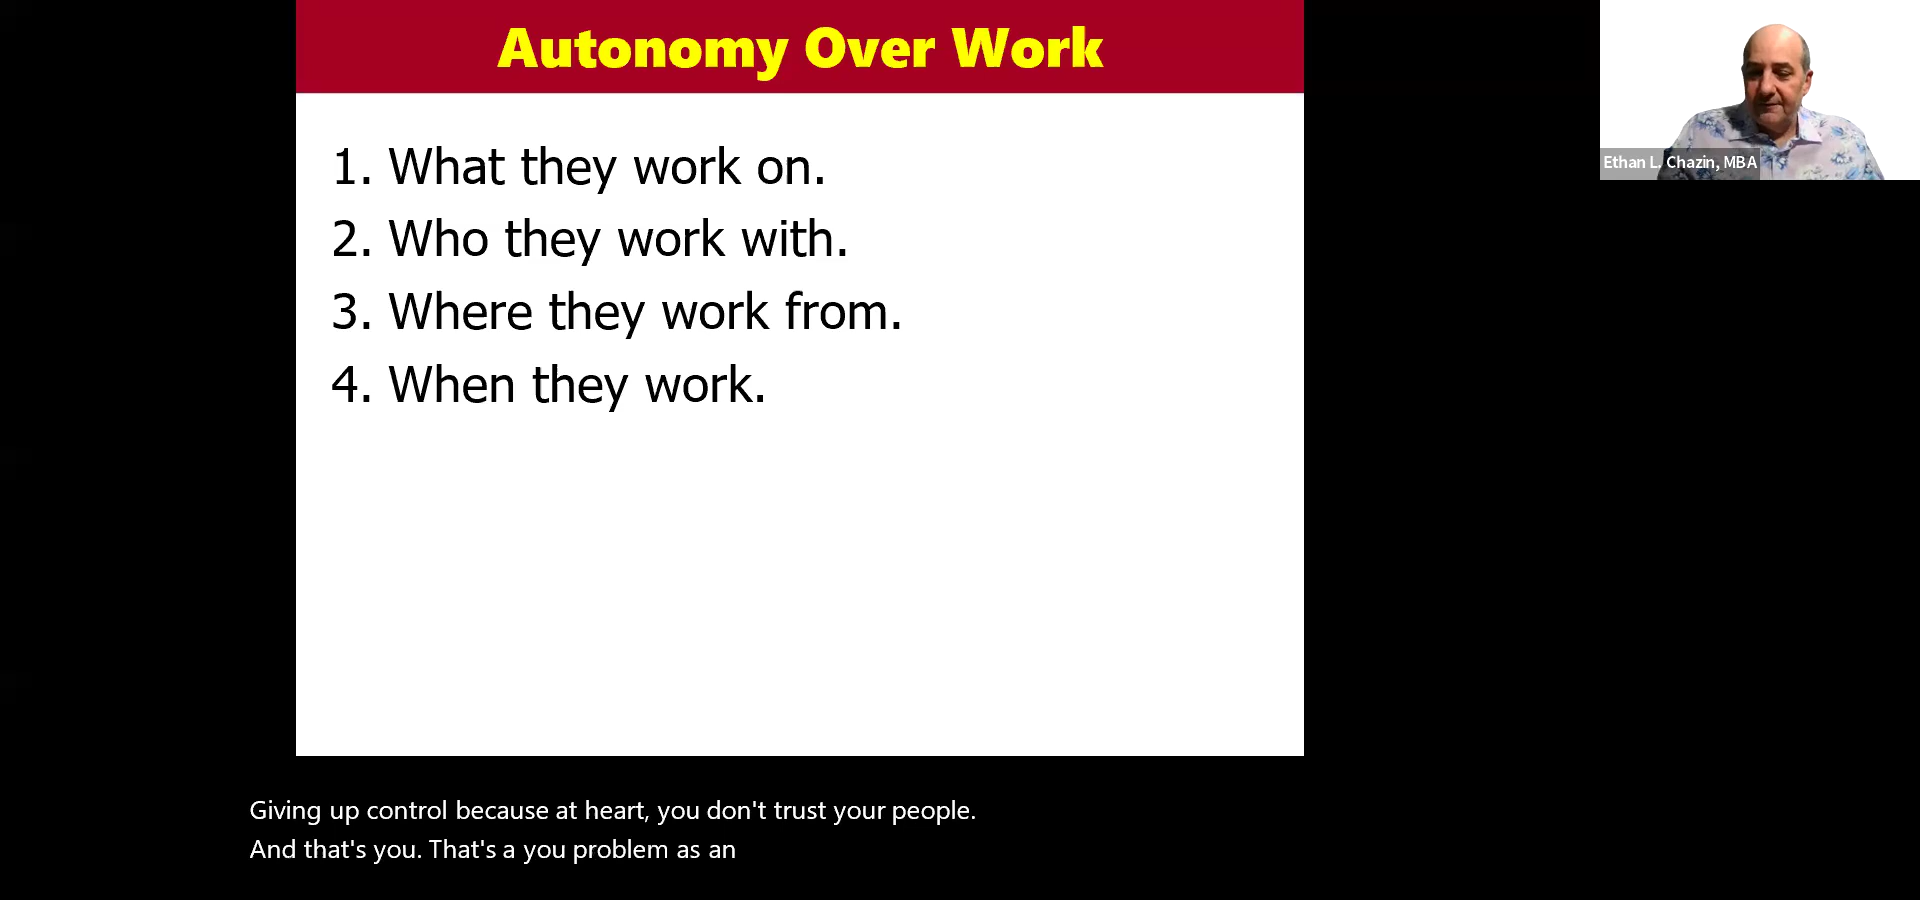 Autonomy Over Work
Ethan L. Chazin, MBA
1. What they work on.
2. Who they work with.
3. Where they work from.
4. When they work.
Giving up control because at heart, you don't trust your people.
And that's you. That's a you problem as an